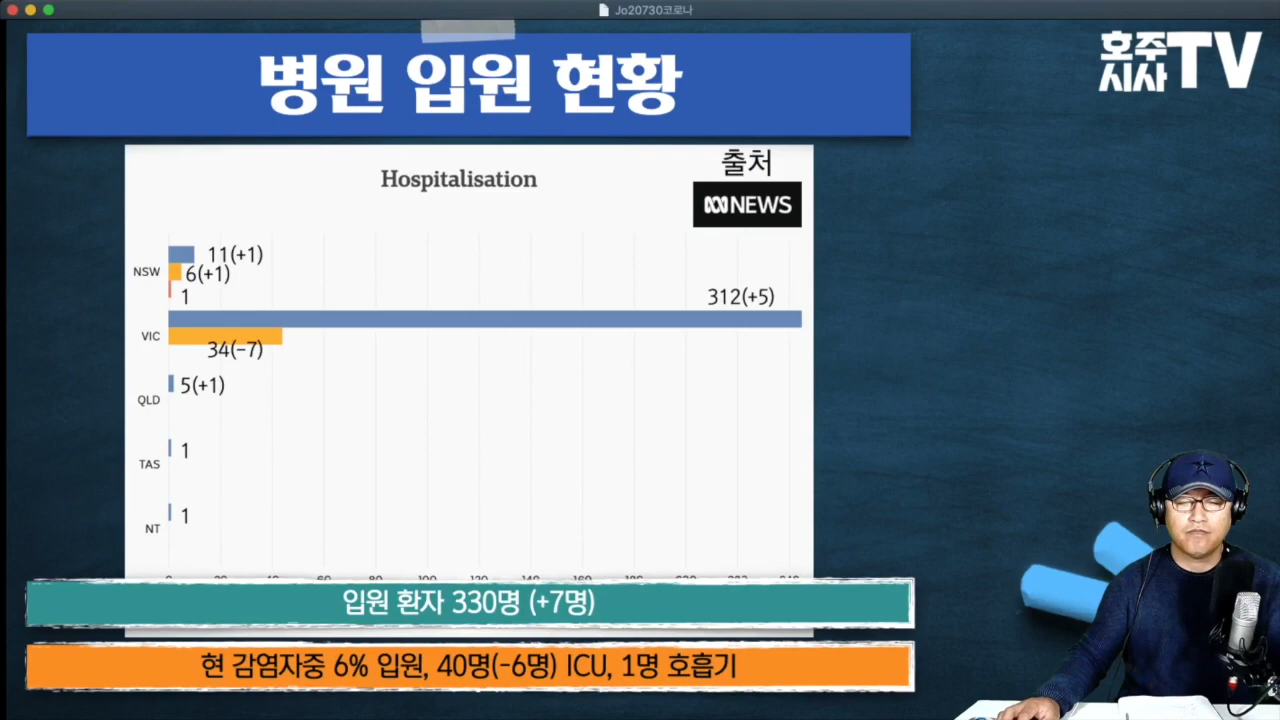 Jo20730코로나
병원 입원 현황
호주
시사TV
Hospitalisation
출처
NEWS
NSW
11(+1)
6(+1)
1
312(+5)
VIC
34(-7)
QLD
5(+1)
TAS
1
NT
1
입원 환자 330명 (+7명)
현 감염자중 6% 입원, 40명(-6명) ICU, 1명 호흡기